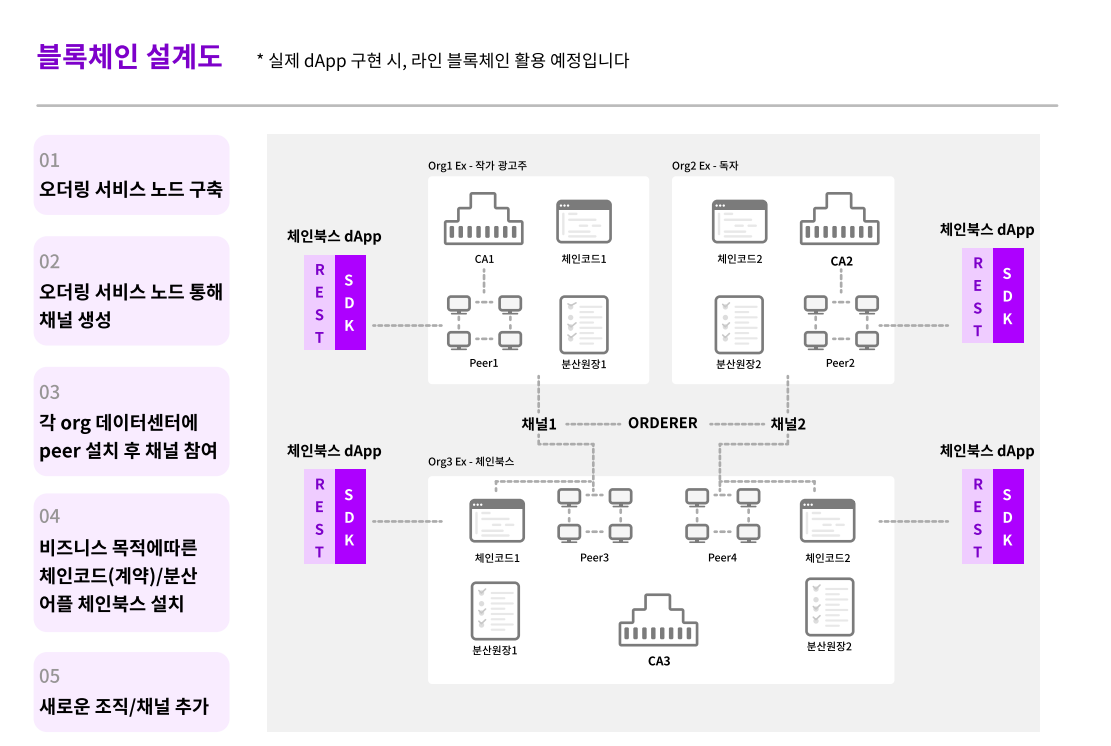 블록체인 설계도
* 실제 dApp 구현 시, 라인 블록체인 활용 예정입니다
01
오더링 서비스 노드 구축
02
오더링 서비스 노드 통해
채널 생성
03
각 org 데이터센터에
peer 설치 후 채널 참여
04
비즈니스 목적에따른
체인코드(계약)/분산
어플 체인북스 설치
05
새로운 조직/채널 추가
Org1 Ex - 작가 광고주
CA1
체인코드1
Peer1
분산원장1
Org2 Ex - 독자
체인코드2
CA2
분산원장2
Peer2
체인북스 dApp
REST
SDK
체인북스 dApp
REST
SDK
채널1
ORDERER
채널2
체인북스 dApp
REST
SDK
체인북스 dApp
REST
SDK
Org3 Ex - 체인북스
체인코드1
Peer3
Peer4
체인코드2
분산원장1
CA3
분산원장2